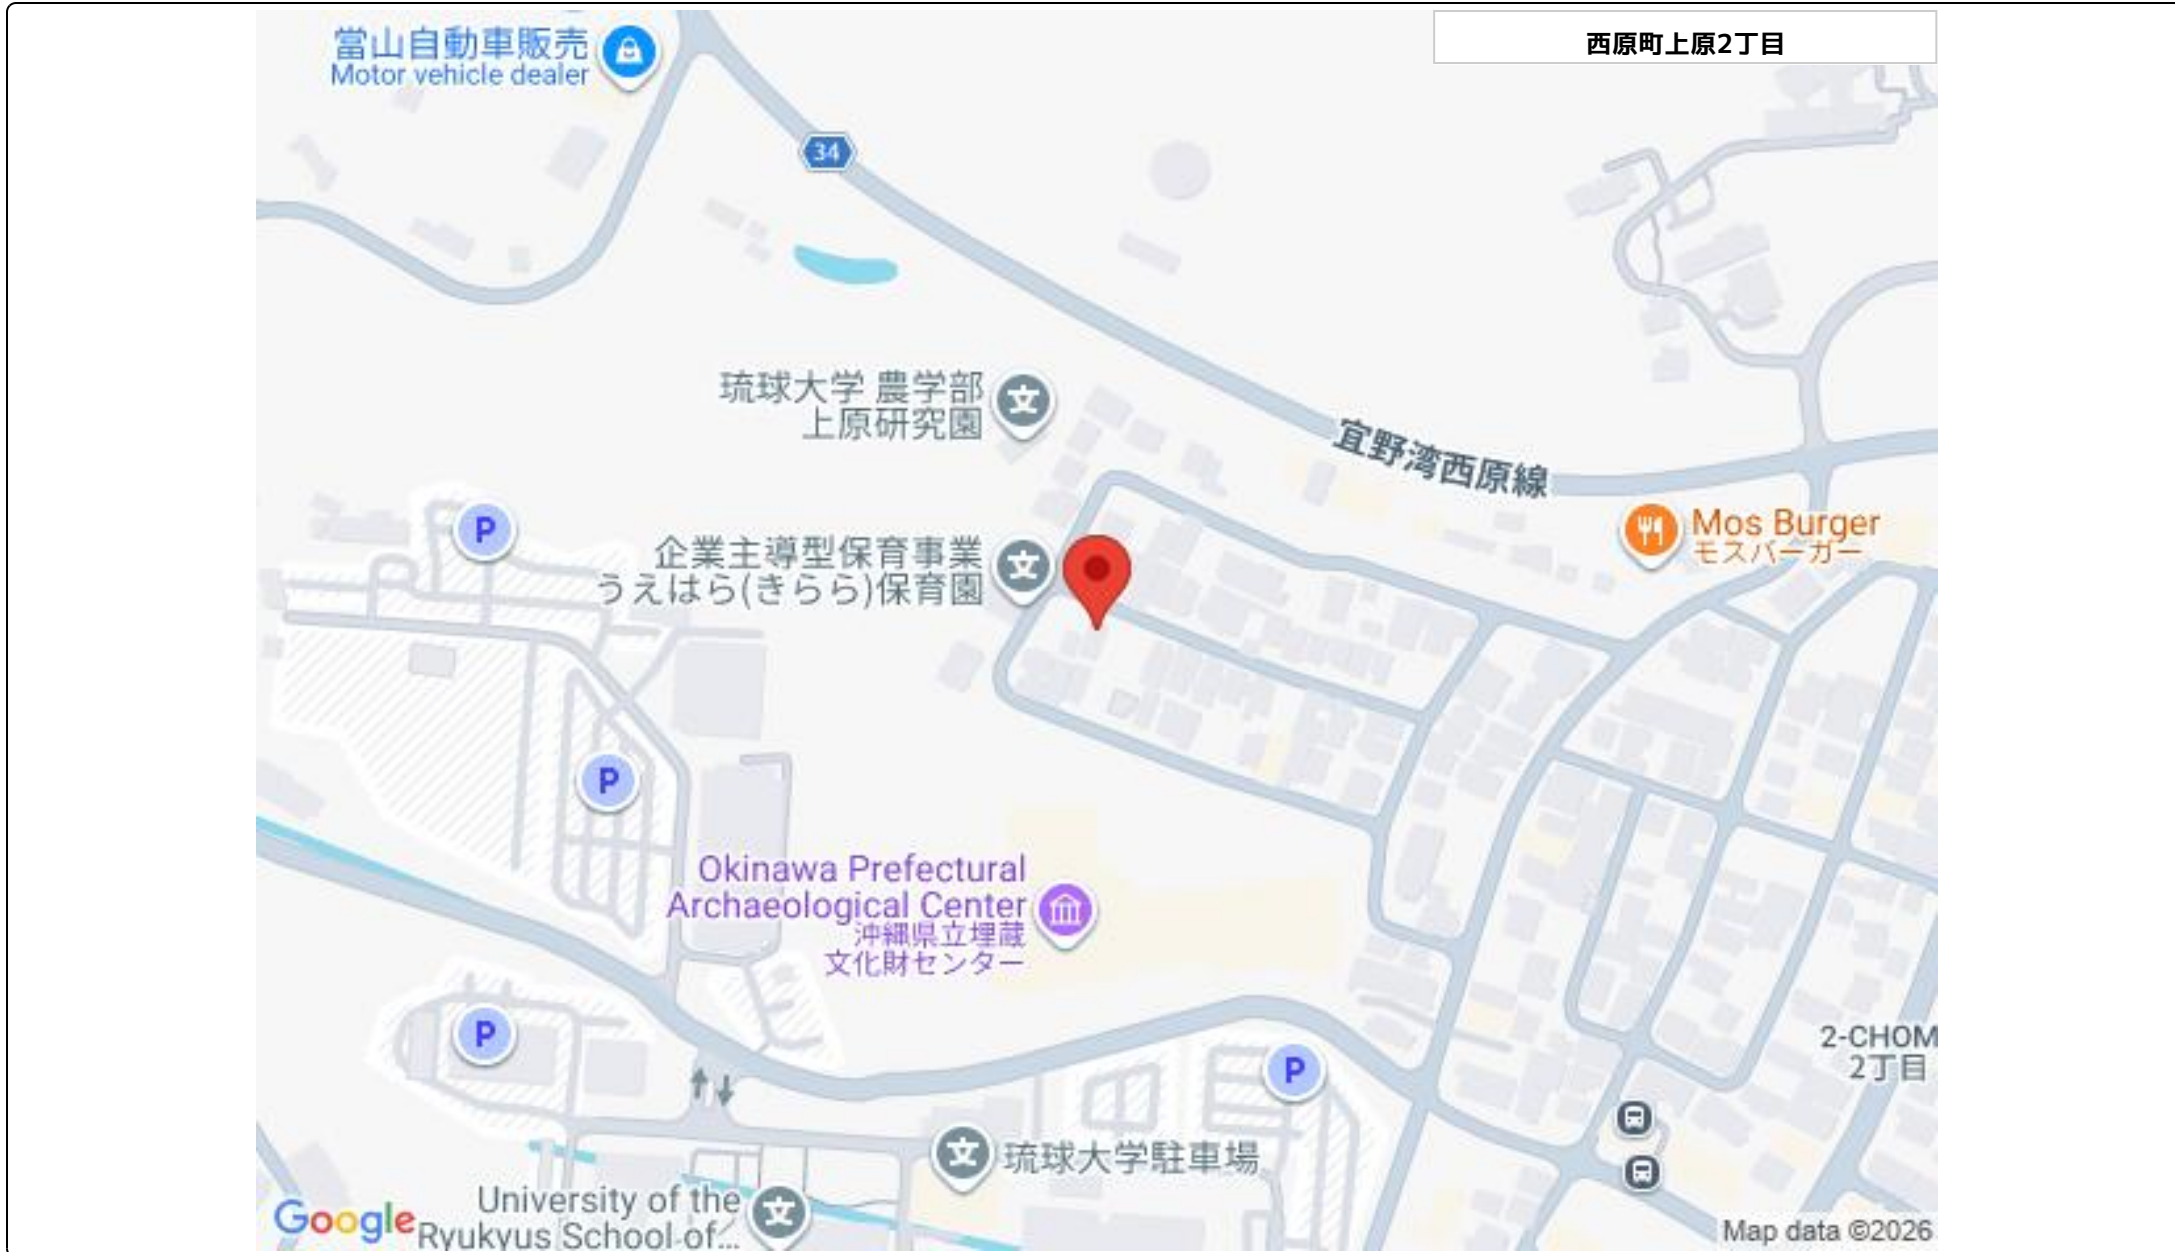 西原町上原2丁目
當山自動車販売
Motor vehicle dealer
34
琉球大学 農学部
上原研究園
宜野湾西原線
P
Mos Burger
モスバーガー
企業主導型保育事業
うえはら(きらら)保育園
P
Okinawa Prefectural
Archaeological Center
沖縄県立埋蔵
文化財センター
P
2-CHOM
2丁目
P
琉球大学駐車場
University of the
Ryukyus School of...
Google
Map data ©2026